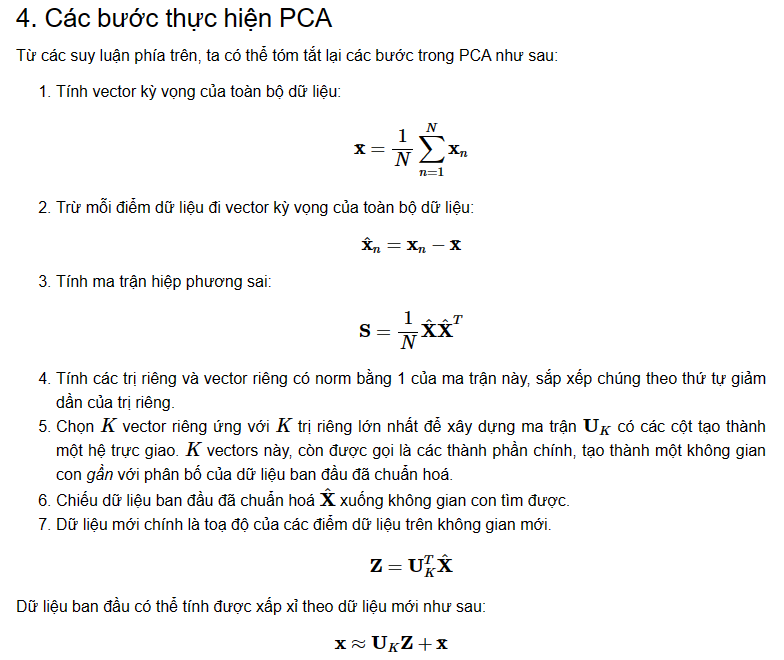 4. Các bước thực hiện PCA
Từ các suy luận phía trên, ta có thể tóm tắt lại các bước trong PCA như sau:
1. Tính vector kỳ vọng của toàn bộ dữ liệu:
$\mathbf{x} = \frac{1}{N} \sum_{n=1}^{N} \mathbf{x}_n$
2. Trừ mỗi điểm dữ liệu đi vector kỳ vọng của toàn bộ dữ liệu:
$\hat{\mathbf{x}}_n = \mathbf{x}_n - \mathbf{x}$
3. Tính ma trận hiệp phương sai:
$\mathbf{S} = \frac{1}{N} \hat{\mathbf{X}} \hat{\mathbf{X}}^T$
4. Tính các trị riêng và vector riêng có norm bằng 1 của ma trận này, sắp xếp chúng theo thứ tự giảm
dần của trị riêng.
5. Chọn $K$ vector riêng ứng với $K$ trị riêng lớn nhất để xây dựng ma trận $\mathbf{U}_K$ có các cột tạo thành
một hệ trực giao. $K$ vectors này, còn được gọi là các thành phần chính, tạo thành một không gian
con gần với phân bố của dữ liệu ban đầu đã chuẩn hoá.
6. Chiếu dữ liệu ban đầu đã chuẩn hoá $\hat{\mathbf{X}}$ xuống không gian con tìm được.
7. Dữ liệu mới chính là toạ độ của các điểm dữ liệu trên không gian mới.
$\mathbf{Z} = \mathbf{U}_K^T \hat{\mathbf{X}}$
Dữ liệu ban đầu có thể tính được xấp xỉ theo dữ liệu mới như sau:
$\mathbf{x} \approx \mathbf{U}_K \mathbf{Z} + \mathbf{x}$